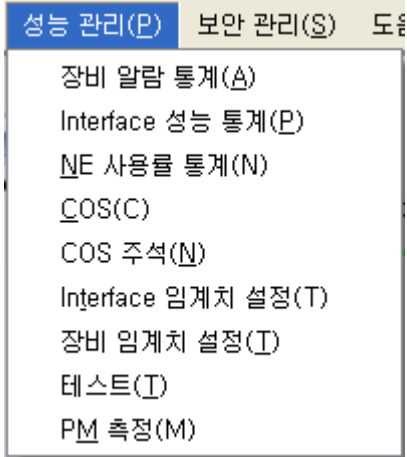 성능 관리(P) 보안 관리(S)
장비 알람 통계(A)
Interface 성능 통계(P)
NE 사용률 통계(N)
COS(C)
COS 주석(N)
Interface 임계치 설정(T)
장비 임계치 설정(T)
테스트(T)
PM 측정(M)